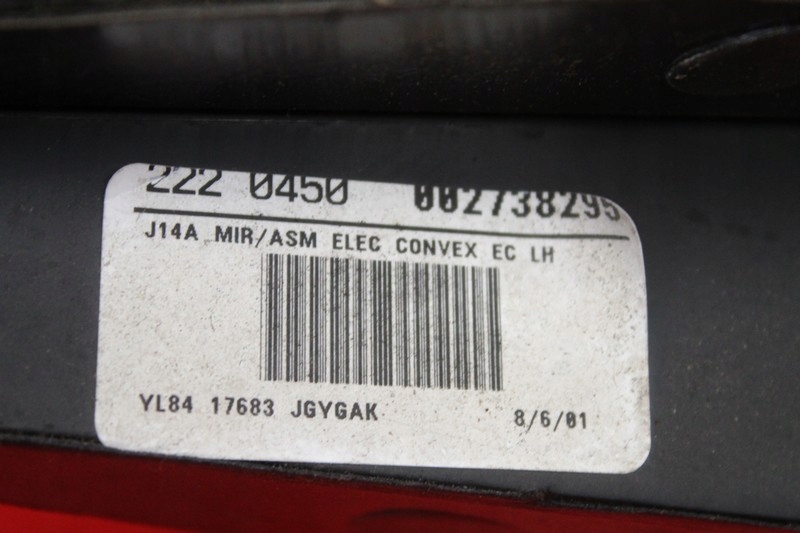 222 0450 002738295
J14A MIR/ASM ELEC CONVEX EC LH
YL84 17683 JGYGAK 8/6/01